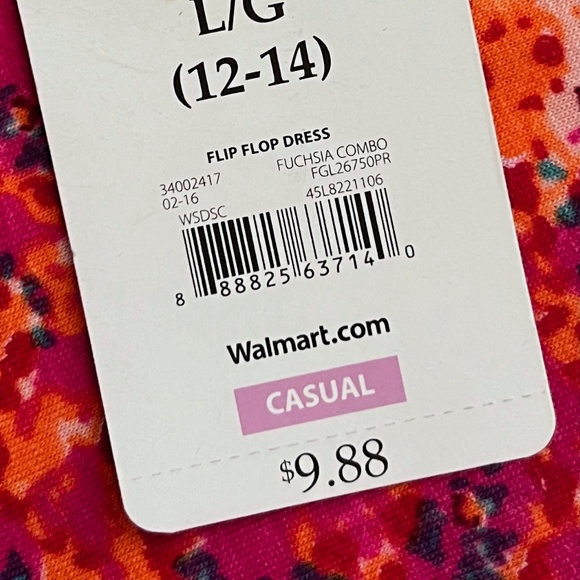 L/G
(12-14)
FLIP FLOP DRESS
34002417 FUCHSIA COMBO
02-16 FGL26750PR
WSDSC 45L8221106
8 88825 63714 0
Walmart.com
CASUAL
$9.88